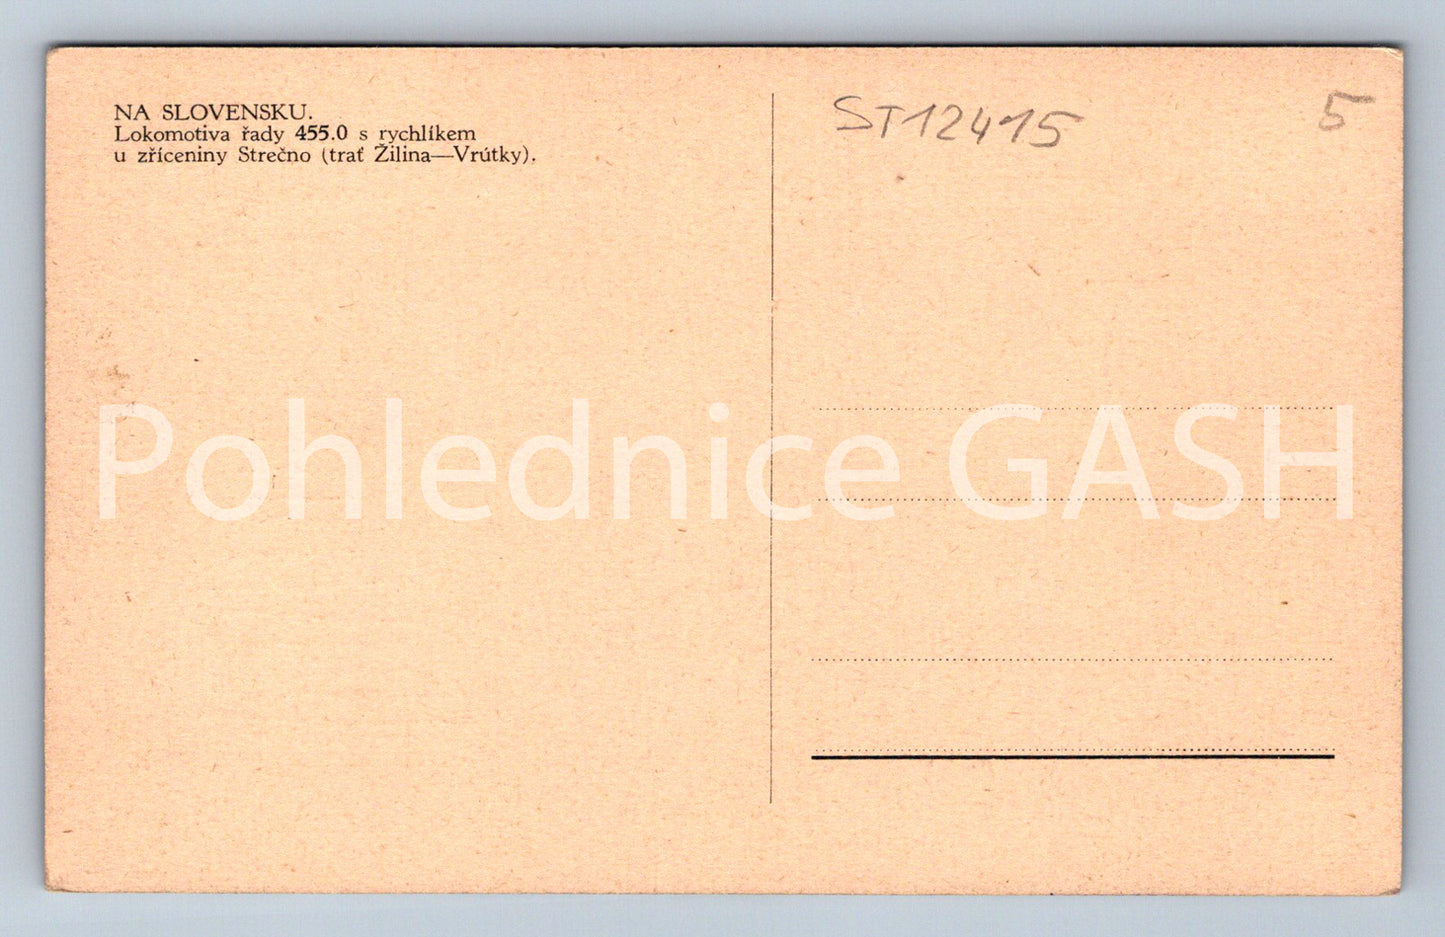 NA SLOVENSKU.
Lokomotiva řady 455.0 s rychlíkem
u zříceniny Strečno (trať Žilina—Vrútky).
ST12415
5
Pohlednice GASH